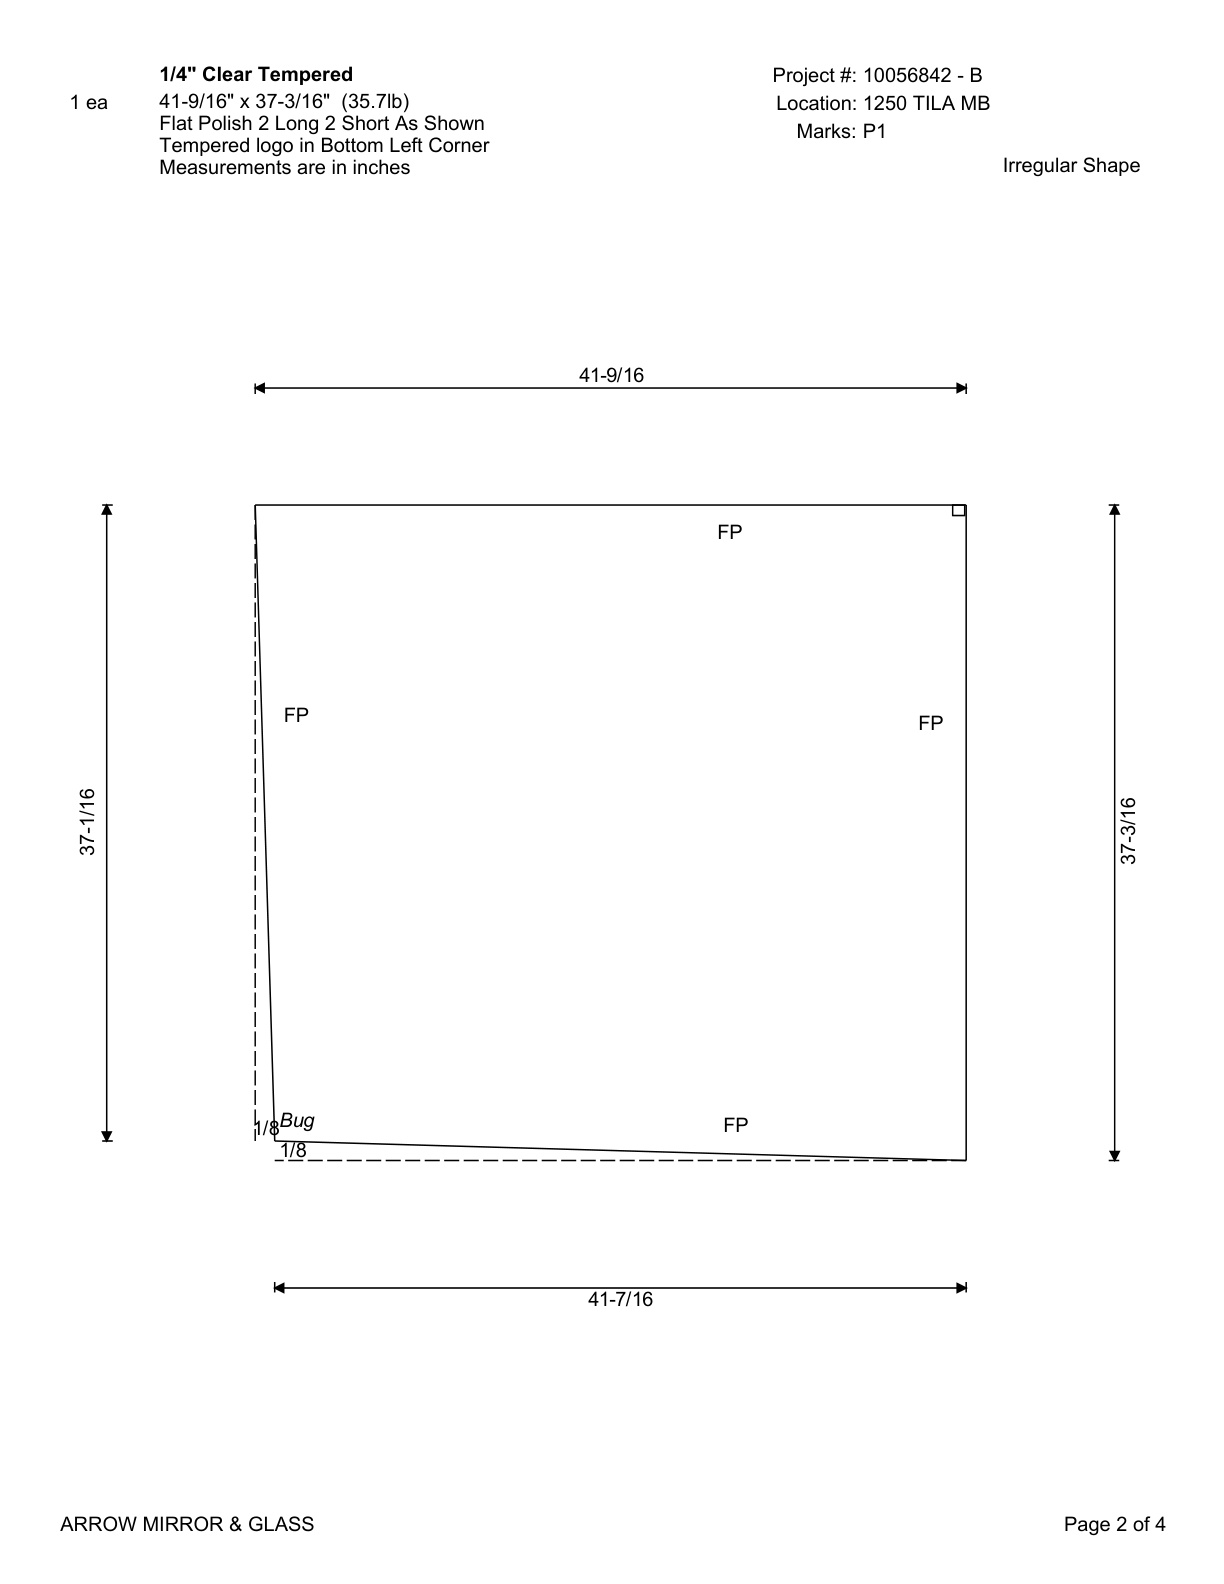 1/4" Clear Tempered
Project #: 10056842 - B
1 ea
41-9/16" x 37-3/16" (35.7lb)
Location: 1250 TILA MB
Flat Polish 2 Long 2 Short As Shown
Marks: P1
Tempered logo in Bottom Left Corner
Measurements are in inches
Irregular Shape
41-9/16
FP
FP
FP
37-1/16
37-3/16
Bug
1/8
FP
1/8
41-7/16
ARROW MIRROR & GLASS
Page 2 of 4